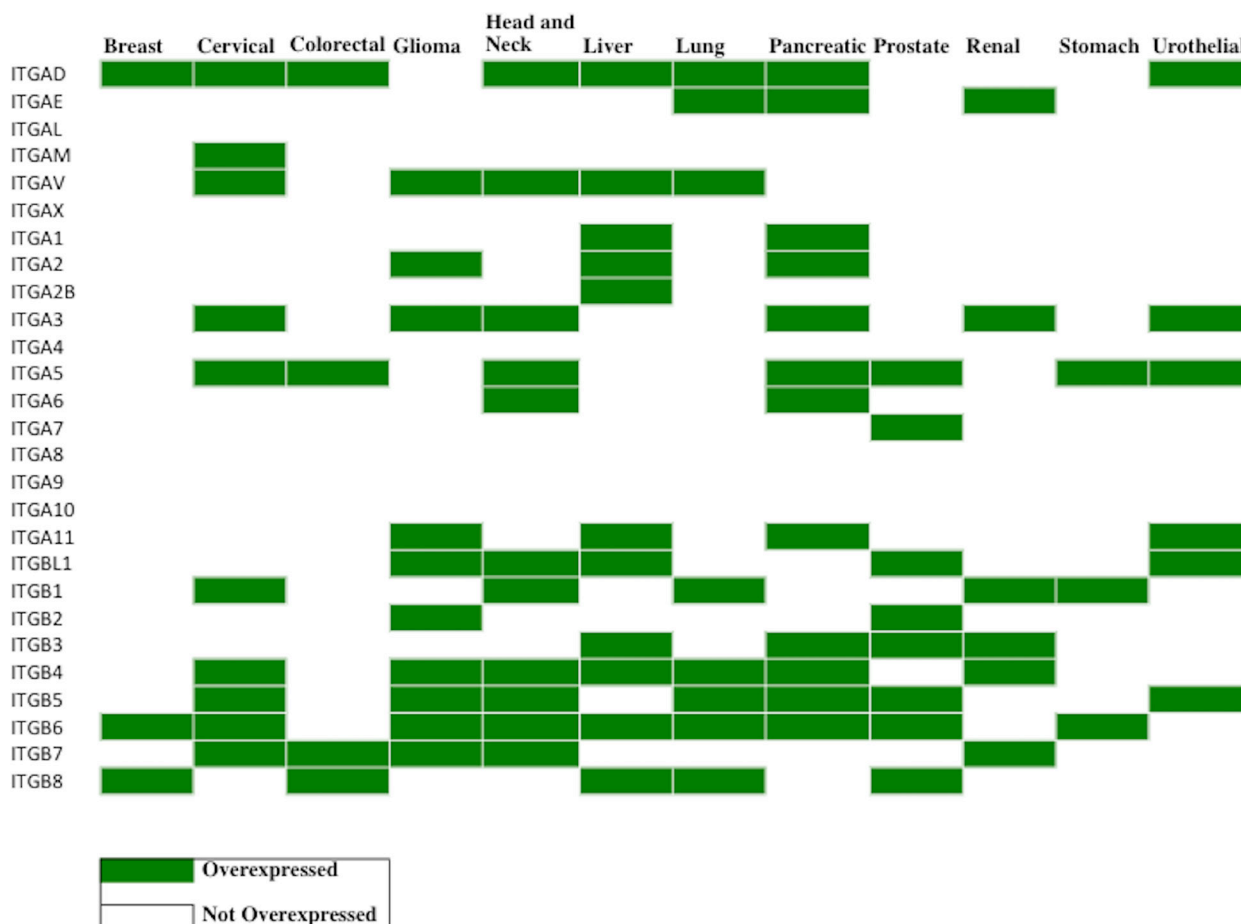 Breast Cervical Colorectal Glioma Head and Neck Liver Lung Pancreatic Prostate Renal Stomach Urothelial
ITGAD
ITGAE
ITGAL
ITGAM
ITGAV
ITGAX
ITGA1
ITGA2
ITGA2B
ITGA3
ITGA4
ITGA5
ITGA6
ITGA7
ITGA8
ITGA9
ITGA10
ITGA11
ITGBL1
ITGB1
ITGB2
ITGB3
ITGB4
ITGB5
ITGB6
ITGB7
ITGB8
Overexpressed
Not Overexpressed